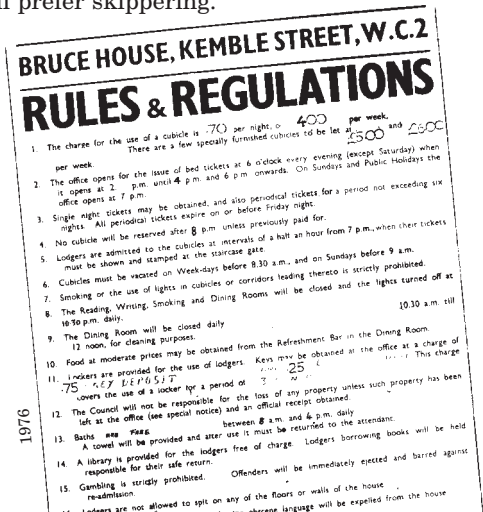 prefer skippering.
BRUCE HOUSE, KEMBLE STREET, W.C.2
RULES & REGULATIONS
1. The charge for the use of a cubicle is ·70 per night, 400 per week.
There are a few specially furnished cubicles to be let at £500 and £600
per week.
2. The office opens for the issue of bed tickets at 6 o'clock every evening (except Saturday) when
it opens at 2 p.m. until 4 p.m. and 6 p.m onwards. On Sundays and Public Holidays the
office opens at 7 p.m.
3. Single night tickets may be obtained, and also periodical tickets for a period not exceeding six
nights. All periodical tickets expire on or before Friday night.
4. No cubicle will be reserved after 8 p.m unless previously paid for.
5. Lodgers are admitted to the cubicles at intervals of a half an hour from 7 p.m., when their tickets
must be shown and stamped at the staircase gate.
6. Cubicles must be vacated on Week-days before 8.30 a.m., and on Sundays before 9 a.m.
7. Smoking or the use of lights in cubicles or corridors leading thereto is strictly prohibited.
8. The Reading, Writing, Smoking and Dining Rooms will be closed and the lights turned off at
10·30 p.m. daily.
9. The Dining Room will be closed daily 10.30 a.m. till
12 noon, for cleaning purposes.
10. Food at moderate prices may be obtained from the Refreshment Bar in the Dining Room.
11. Lockers are provided for the use of lodgers. Keys may be obtained at the office at a charge of
·75 KEY DEPOSIT 25 This charge
covers the use of a locker for a period of
12. The Council will not be responsible for the loss of any property unless such property has been
left at the office (see special notice) and an official receipt obtained.
13. Baths FREE between 8 a.m. and 4 p.m. daily
A towel will be provided and after use it must be returned to the attendant.
14. A library is provided for the lodgers free of charge. Lodgers borrowing books will be held
responsible for their safe return.
15. Gambling is strictly prohibited. Offenders will be immediately ejected and barred against
re-admission.
Lodgers are not allowed to spit on any of the floors or walls of the house
obscene language will be expelled from the house
1976